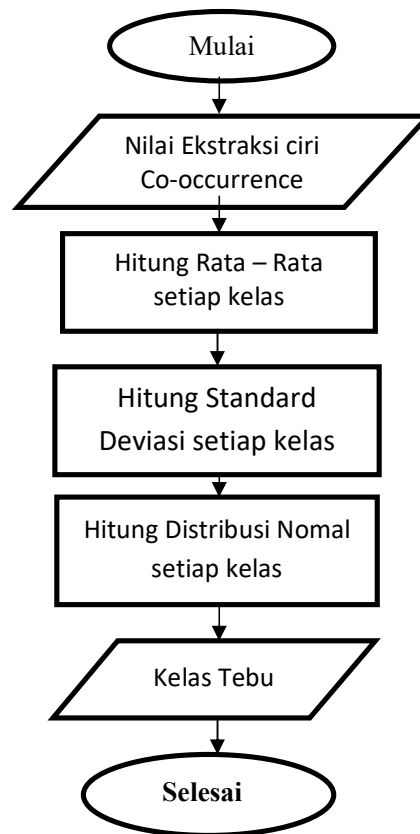 Mulai
Nilai Ekstraksi ciri
Co-occurrence
Hitung Rata – Rata
setiap kelas
Hitung Standard
Deviasi setiap kelas
Hitung Distribusi Nomal
setiap kelas
Kelas Tebu
Selesai